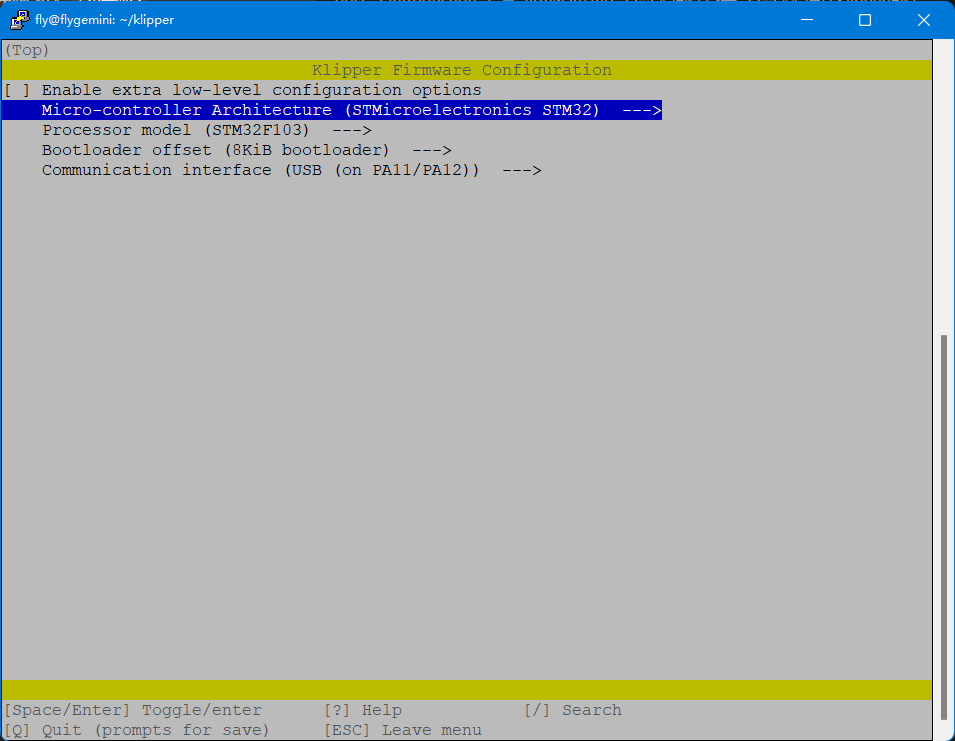 fly@flygemini: ~/klipper
(Top)
Klipper Firmware Configuration
[ ] Enable extra low-level configuration options
Micro-controller Architecture (STMicroelectronics STM32) --->
Processor model (STM32F103) --->
Bootloader offset (8KiB bootloader) --->
Communication interface (USB (on PA11/PA12)) --->
[Space/Enter] Toggle/enter [?] Help [/] Search
[Q] Quit (prompts for save) [ESC] Leave menu